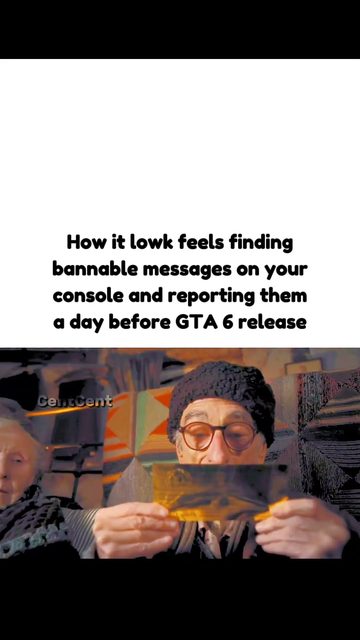 How it lowk feels finding
bannable messages on your
console and reporting them
a day before GTA 6 release
CentCent